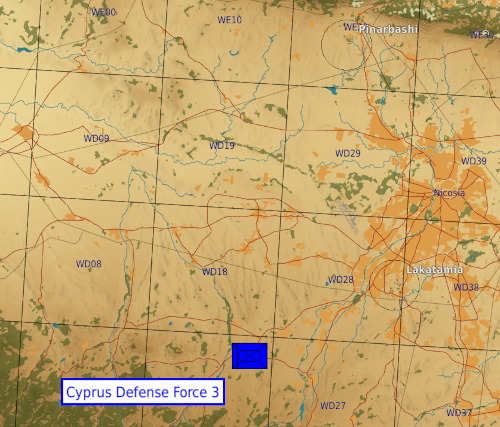 WE00
WE10
WE
Pinarbashi
WE30
WD09
WD19
WD29
WD39
Nicosia
WD08
WD18
WD28
Lakatamia
WD38
Cyprus Defense Force 3
WD27
WD37